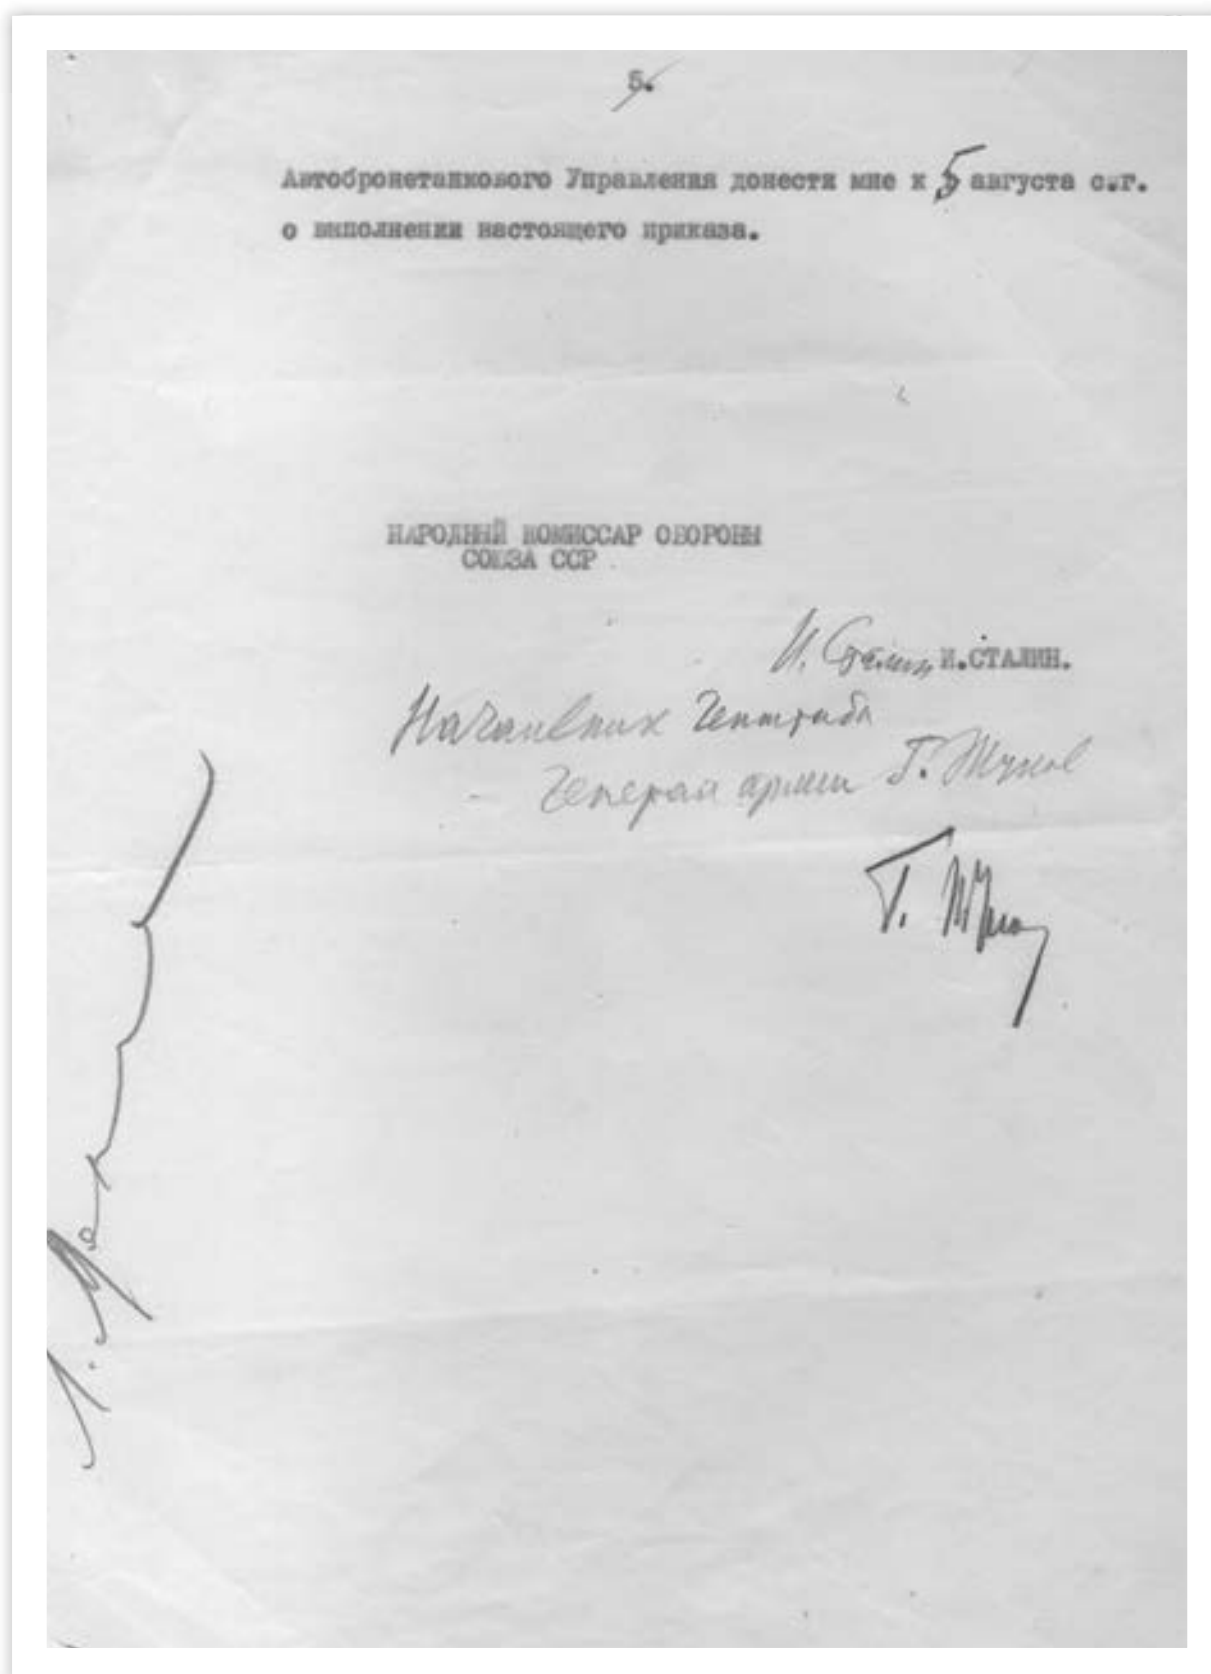 5.
Автобронетанкового Управления донести мне к 5 августа с.г.
о выполнении настоящего приказа.
НАРОДНЫЙ КОМИССАР ОБОРОНЫ
СОЮЗА ССР
И. Сталин И.СТАЛИН.
Начальник Генштаба
Генерал армии Г. Жуков
Г. Жуков